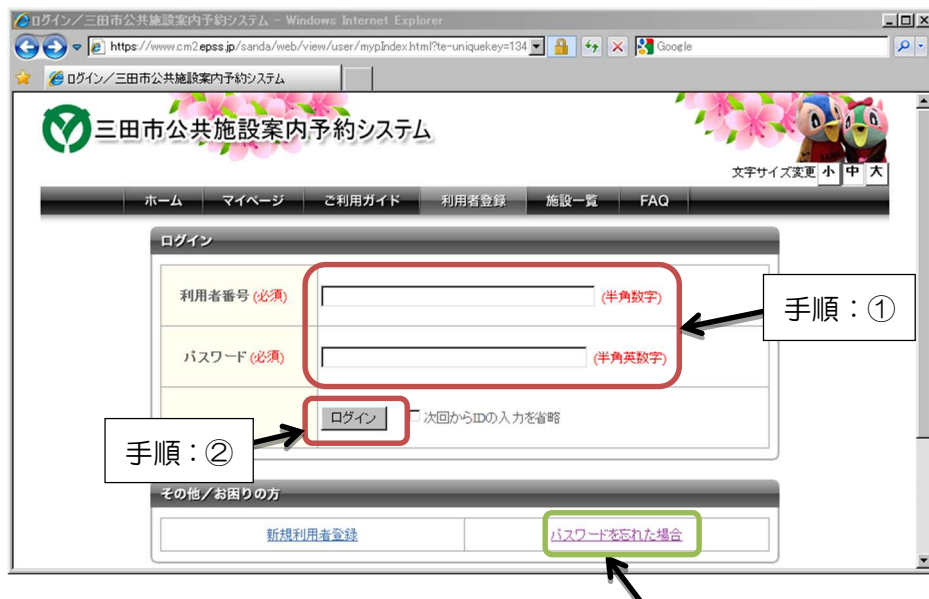 ログイン/三田市公共施設案内予約システム - Windows Internet Explorer
https://www.cm2.epss.jp/sanda/web/view/user/mypIndex.html?te-uniquekey=134
Google
ログイン/三田市公共施設案内予約システム
三田市公共施設案内予約システム
文字サイズ変更 小 中 大
ホーム マイページ ご利用ガイド 利用者登録 施設一覧 FAQ
ログイン
利用者番号(必須) (半角数字)
手順:①
パスワード(必須) (半角英数字)
ログイン 次回からIDの入力を省略
手順:②
その他/お困りの方
新規利用者登録 パスワードを忘れた場合